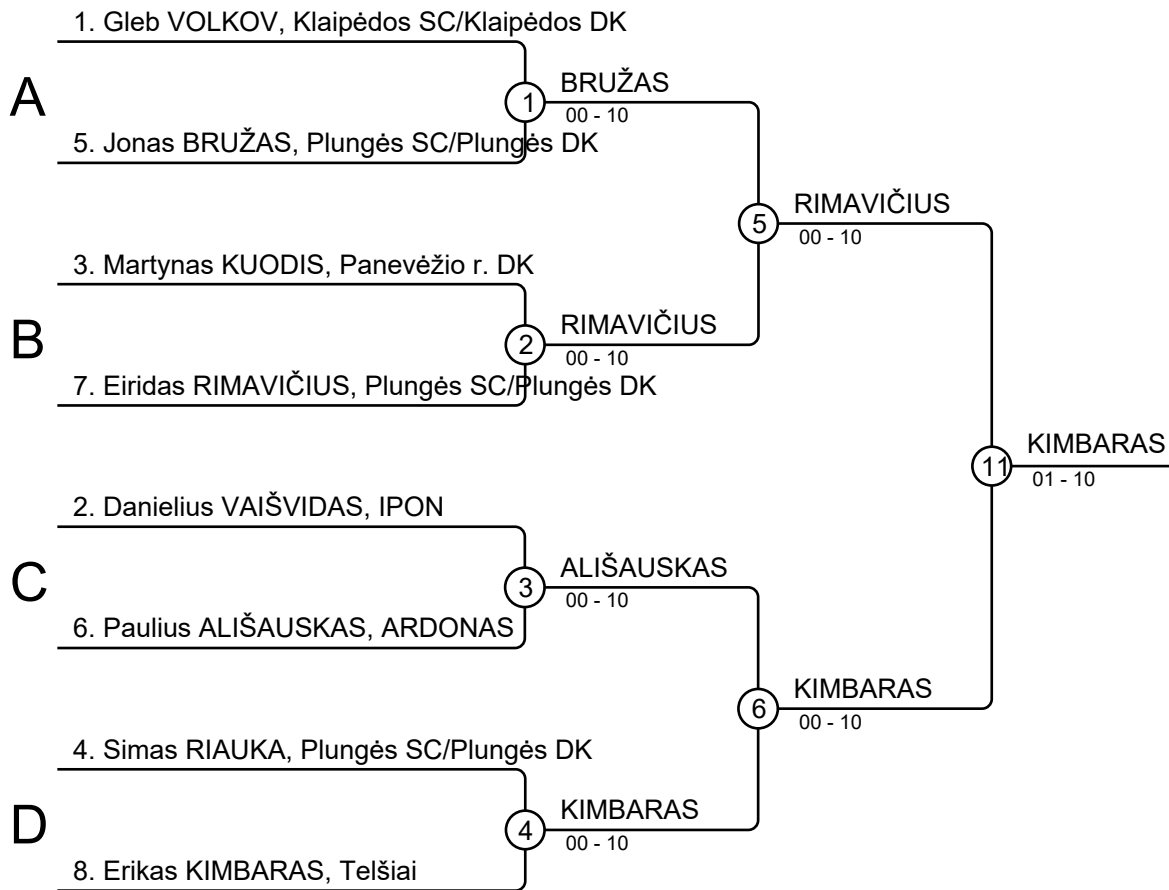 1. Gleb VOLKOV, Klaipėdos SC/Klaipėdos DK
A
1
BRUŽAS
00 - 10
5. Jonas BRUŽAS, Plungės SC/Plungės DK
5
RIMAVIČIUS
00 - 10
3. Martynas KUODIS, Panevėžio r. DK
B
2
RIMAVIČIUS
00 - 10
7. Eiridas RIMAVIČIUS, Plungės SC/Plungės DK
11
KIMBARAS
01 - 10
2. Danielius VAIŠVIDAS, IPON
C
3
ALIŠAUSKAS
00 - 10
6. Paulius ALIŠAUSKAS, ARDONAS
6
KIMBARAS
00 - 10
4. Simas RIAUKA, Plungės SC/Plungės DK
D
4
KIMBARAS
00 - 10
8. Erikas KIMBARAS, Telšiai